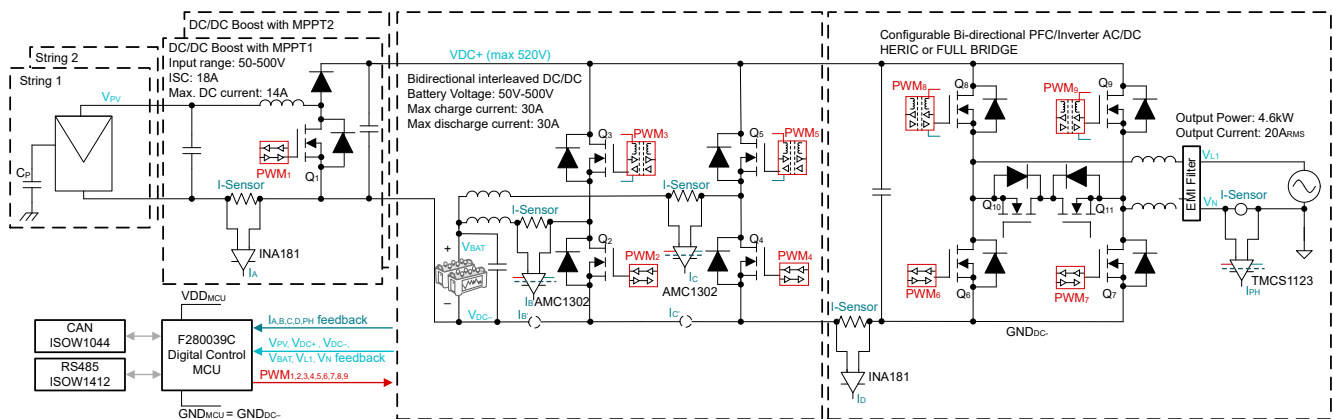 DC/DC Boost with MPPT2
DC/DC Boost with MPPT1
Input range: 50-500V
ISC: 18A
Max. DC current: 14A
String 2
String 1
VPV
CP
PWM1
Q1
I-Sensor
INA181
IA
VDC+ (max 520V)
Bidirectional interleaved DC/DC
Battery Voltage: 50V-500V
Max charge current: 30A
Max discharge current: 30A
Q3
PWM3
Q5
PWM5
I-Sensor
I-Sensor
Q2
PWM2
Q4
PWM4
+
VBAT
−
VDC–
IB
AMC1302
IC
AMC1302
IB'
IC'
Configurable Bi-directional PFC/Inverter AC/DC
HERIC or FULL BRIDGE
PWM8
Q8
PWM9
Q9
Output Power: 4.6kW
Output Current: 20ARMS
VL1
EMI Filter
VN
I-Sensor
Q10
Q11
PWM6
Q6
PWM7
Q7
TMCS1123
IPH
I-Sensor
GNDDC-
INA181
ID
VDDMCU
CAN
ISOW1044
RS485
ISOW1412
F280039C
Digital Control
MCU
IA,B,C,D,PH feedback
VPV, VDC+ , VDC–,
VBAT, VL1, VN feedback
PWM1,2,3,4,5,6,7,8,9
GNDMCU = GNDDC–